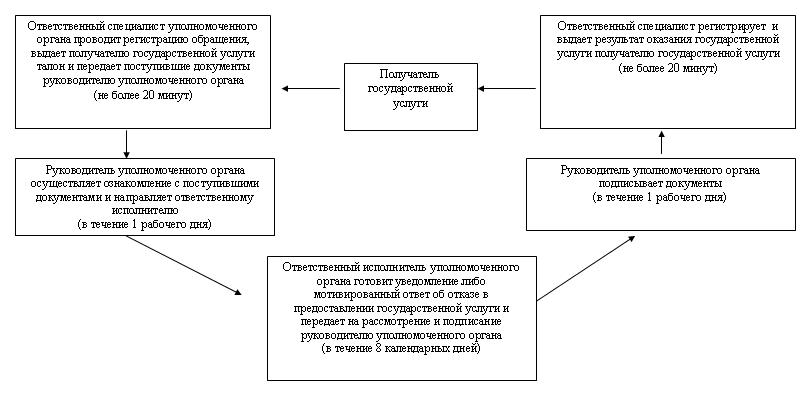 Ответственный специалист уполномоченного
органа проводит регистрацию обращения,
выдает получателю государственной услуги
талон и передает поступившие документы
руководителю уполномоченного органа
(не более 20 минут)
Получатель
государственной
услуги
Ответственный специалист регистрирует и
выдает результат оказания государственной
услуги получателю государственной услуги
(не более 20 минут)
Руководитель уполномоченного органа
осуществляет ознакомление с поступившими
документами и направляет ответственному
исполнителю
(в течение 1 рабочего дня)
Руководитель уполномоченного органа
подписывает документы
(в течение 1 рабочего дня)
Ответственный исполнитель уполномоченного
органа готовит уведомление либо
мотивированный ответ об отказе в
предоставлении государственной услуги и
передает на рассмотрение и подписание
руководителю уполномоченного органа
(в течение 8 календарных дней)